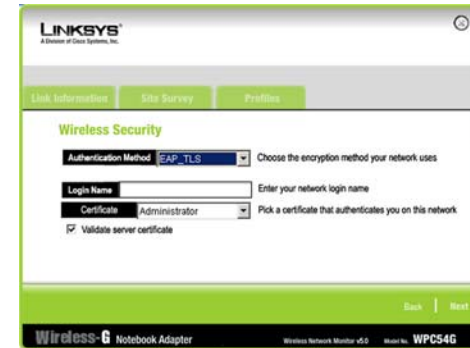 LINKSYS®
A Division of Cisco Systems, Inc.
Link Information Site Survey Profiles
Wireless Security
Authentication Method EAP_TLS Choose the encryption method your network uses
Login Name Enter your network login name
Certificate Administrator Pick a certificate that authenticates you on this network
Validate server certificate
Back | Next
Wireless-G Notebook Adapter Wireless Network Monitor v5.0 Model No. WPC54G